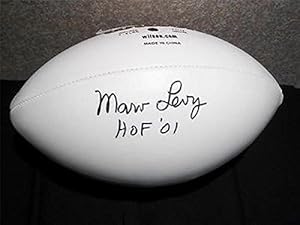 wilson.com
MADE IN CHINA
Marv Levy
HOF '01